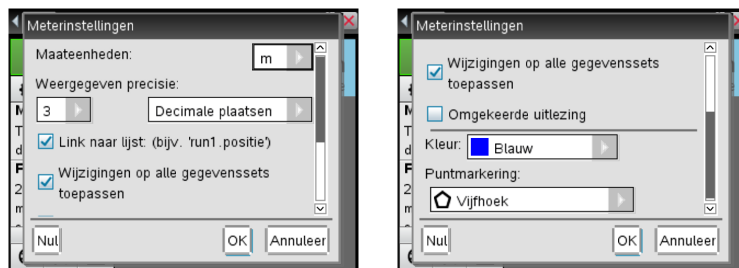 Meterinstellingen
Maateenheden:
m
Weergegeven precisie:
3
Decimale plaatsen
Link naar lijst: (bijv. 'run1.positie')
Wijzigingen op alle gegevenssets
toepassen
Nul
OK
Annuleer
Meterinstellingen
Wijzigingen op alle gegevenssets
toepassen
Omgekeerde uitlezing
Kleur:
Blauw
Puntmarkering:
Vijfhoek
Nul
OK
Annuleer